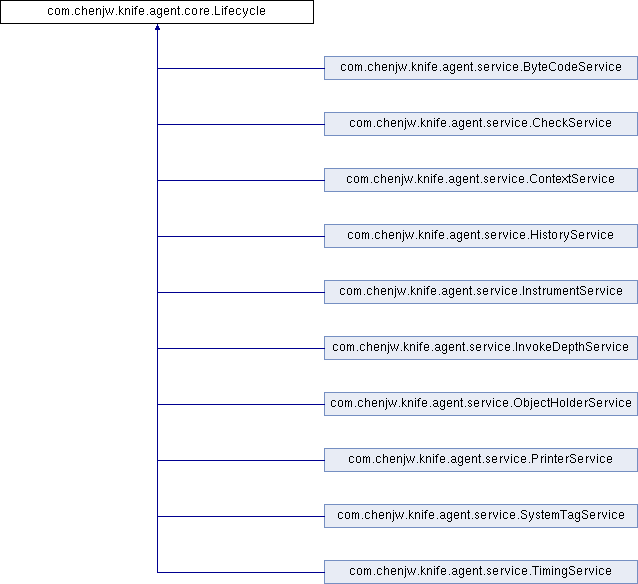 com.chenjw.knife.agent.core.Lifecycle
com.chenjw.knife.agent.service.ByteCodeService
com.chenjw.knife.agent.service.CheckService
com.chenjw.knife.agent.service.ContextService
com.chenjw.knife.agent.service.HistoryService
com.chenjw.knife.agent.service.InstrumentService
com.chenjw.knife.agent.service.InvokeDepthService
com.chenjw.knife.agent.service.ObjectHolderService
com.chenjw.knife.agent.service.PrinterService
com.chenjw.knife.agent.service.SystemTagService
com.chenjw.knife.agent.service.TimingService